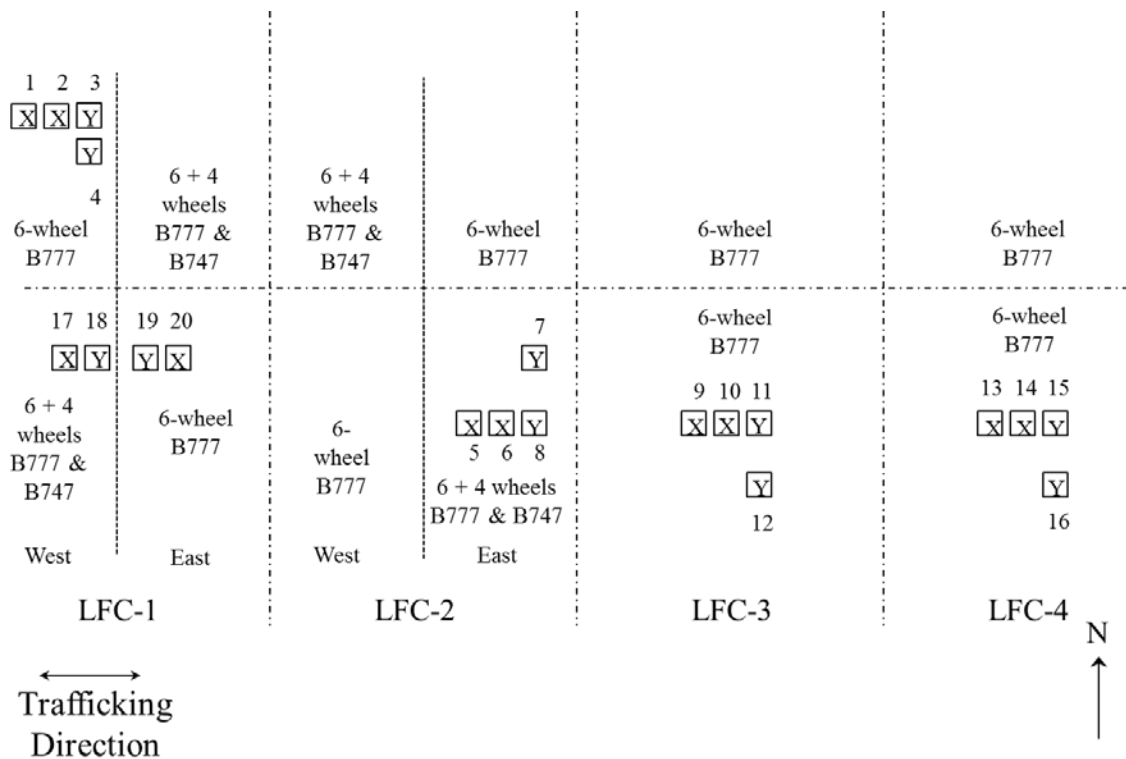 1 2 3
X X Y
Y
4
6-wheel
B777
6 + 4
wheels
B777 &
B747
6 + 4
wheels
B777 &
B747
6-wheel
B777
6-wheel
B777
6-wheel
B777
17 18
X Y
6 + 4
wheels
B777 &
B747
West
19 20
Y X
6-wheel
B777
East
6-
wheel
B777
West
7
Y
X X Y
5 6 8
6 + 4 wheels
B777 & B747
East
6-wheel
B777
9 10 11
X X Y
Y
12
6-wheel
B777
13 14 15
X X Y
Y
16
LFC-1 LFC-2 LFC-3 LFC-4
N
Trafficking
Direction